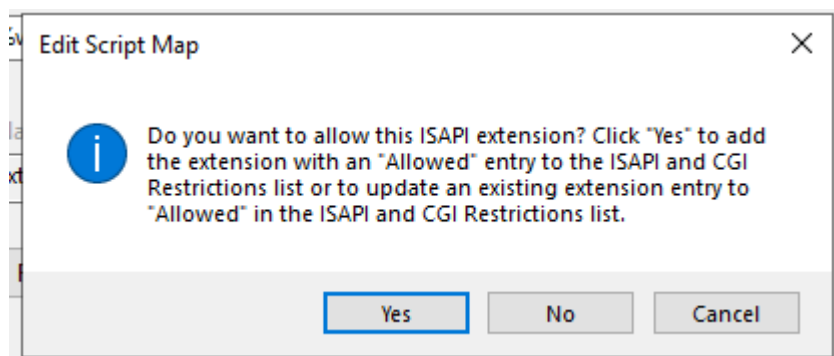 Edit Script Map
Do you want to allow this ISAPI extension? Click "Yes" to add
the extension with an "Allowed" entry to the ISAPI and CGI
Restrictions list or to update an existing extension entry to
"Allowed" in the ISAPI and CGI Restrictions list.
Yes No Cancel